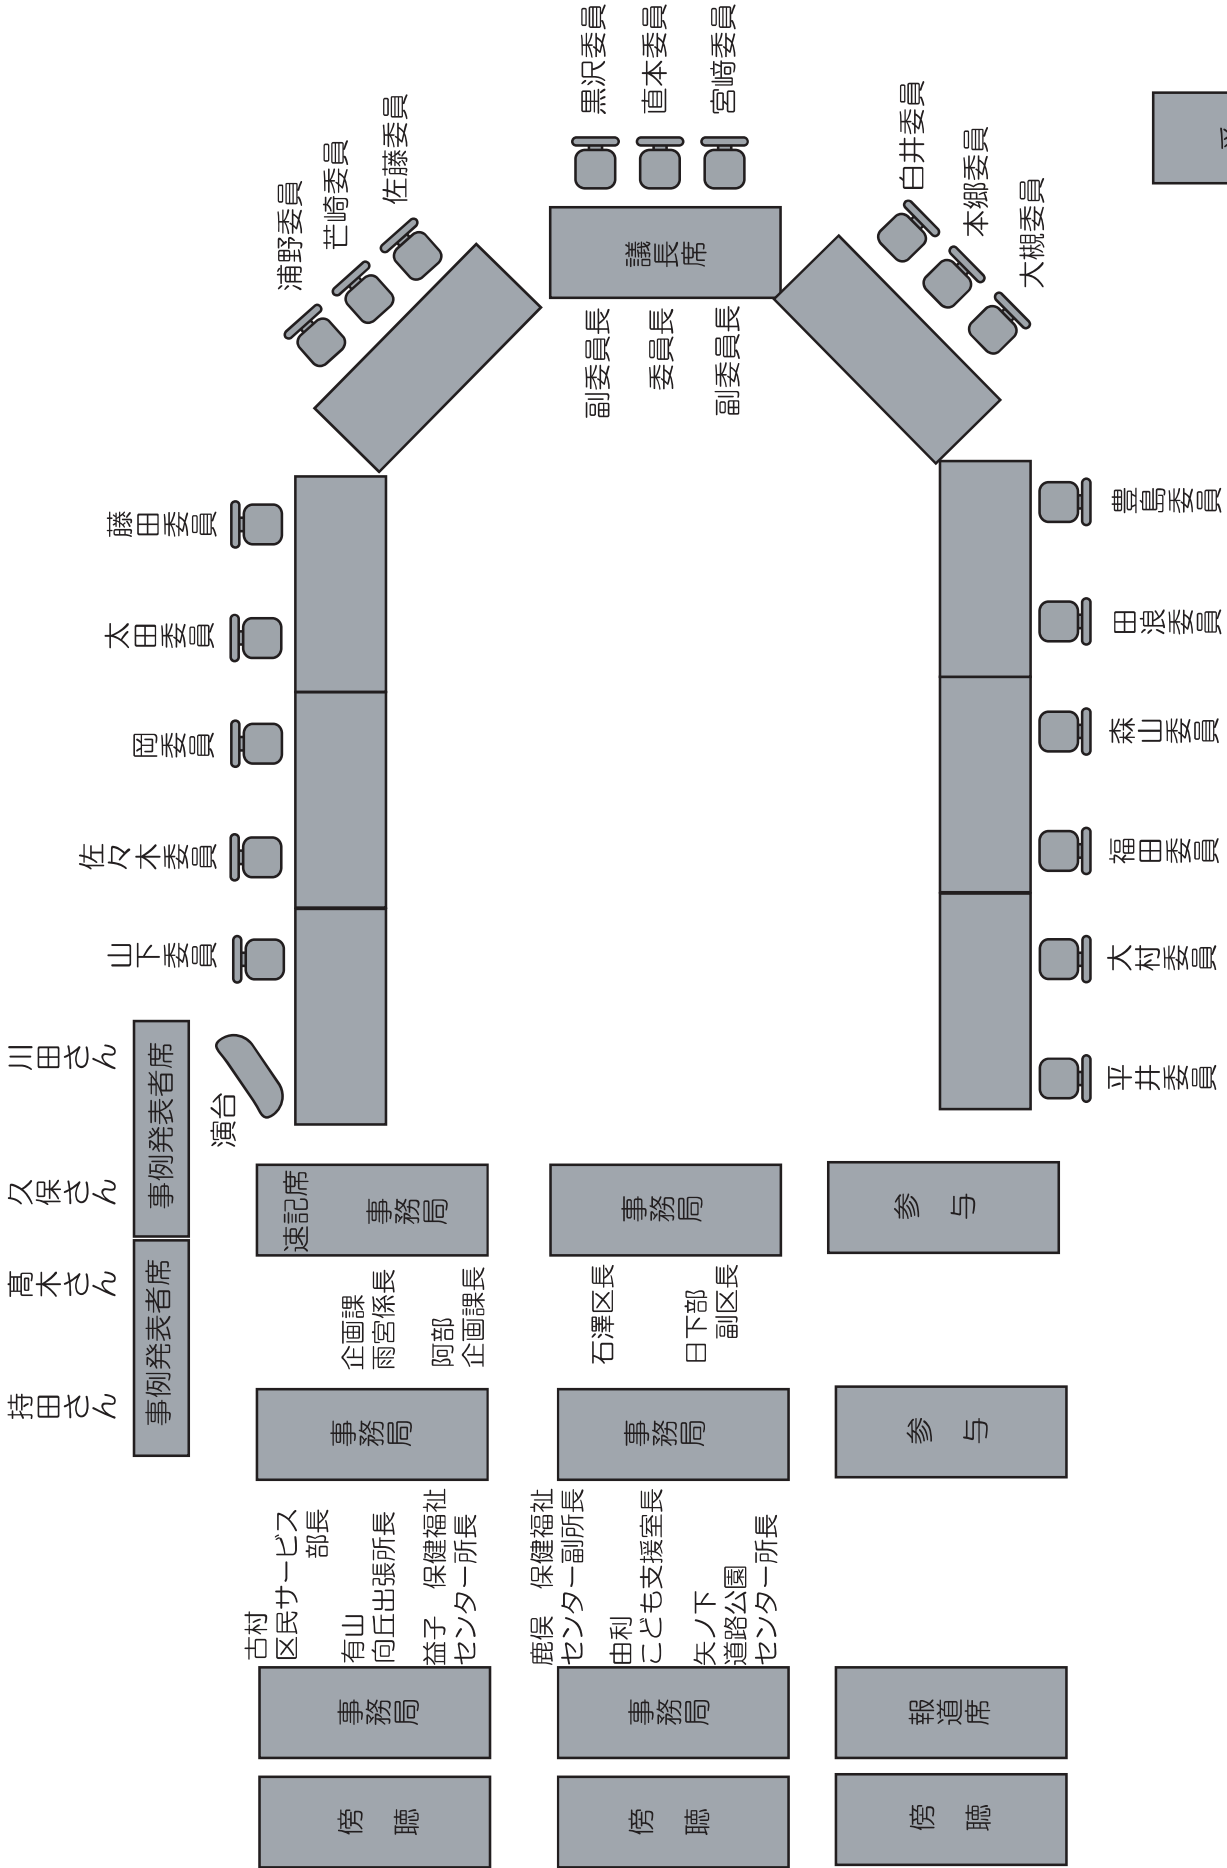 黒沢委員
直本委員
宮﨑委員
議長席
副委員長
委員長
副委員長
佐藤委員
芒崎委員
浦野委員
白井委員
本郷委員
大槻委員
藤田委員
太田委員
岡委員
佐々木委員
山下委員
豊島委員
田浪委員
森山委員
福田委員
大村委員
平井委員
演台
川田さん
久保さん
髙木さん
持田さん
事例発表者席
事例発表者席
速記席
事務局
事務局
参 与
企画課
雨宮係長
阿部
企画課長
石澤区長
日下部
副区長
事務局
事務局
参 与
古村
区民サービス
部長
有山
向丘出張所長
益子 保健福祉
センター所長
鹿俣 保健福祉
センター副所長
由利
こども支援室長
矢ノ下
道路公園
センター所長
事務局
事務局
報道席
傍 聴
傍 聴
傍 聴